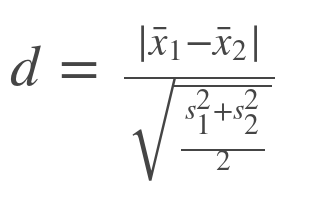 d = |x̄₁−x̄₂| / √((s₁²+s₂²)/2)